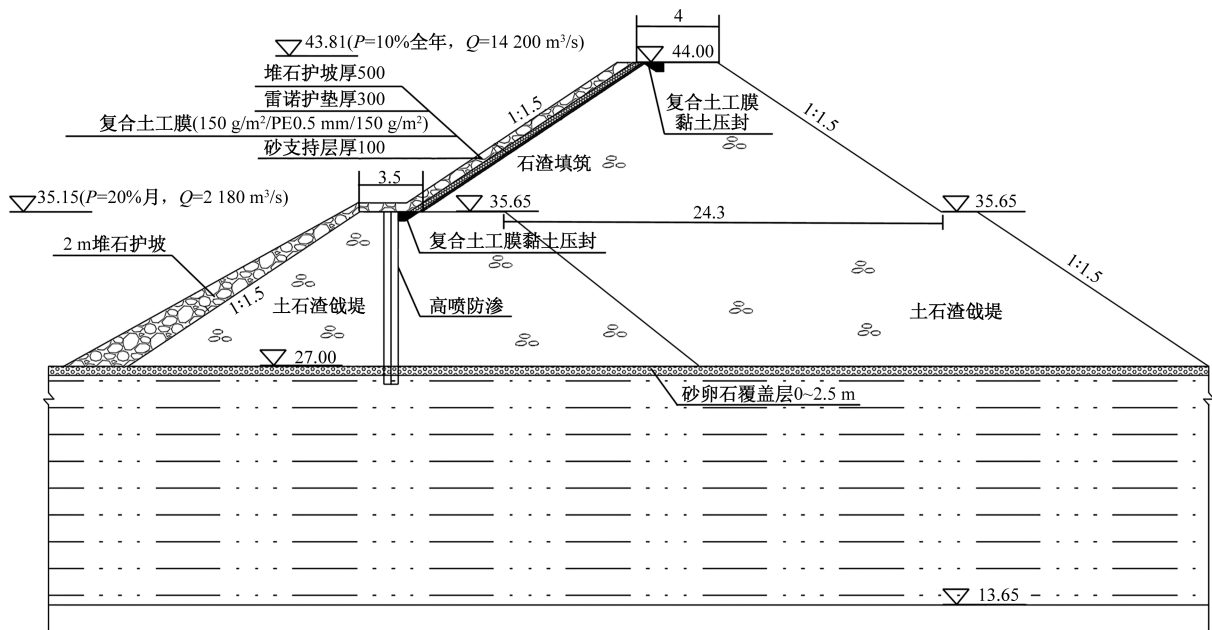 4
43.81(P=10%全年，Q=14 200 m³/s)
44.00
堆石护坡厚500
雷诺护垫厚300
复合土工膜(150 g/m²/PE0.5 mm/150 g/m²)
砂支持层厚100
1:1.5
复合土工膜
黏土压封
1:1.5
石渣填筑
3.5
35.15(P=20%月，Q=2 180 m³/s)
35.65
35.65
24.3
2 m堆石护坡
复合土工膜黏土压封
1:1.5
1:1.5
土石渣戗堤
高喷防渗
土石渣戗堤
27.00
砂卵石覆盖层0~2.5 m
13.65